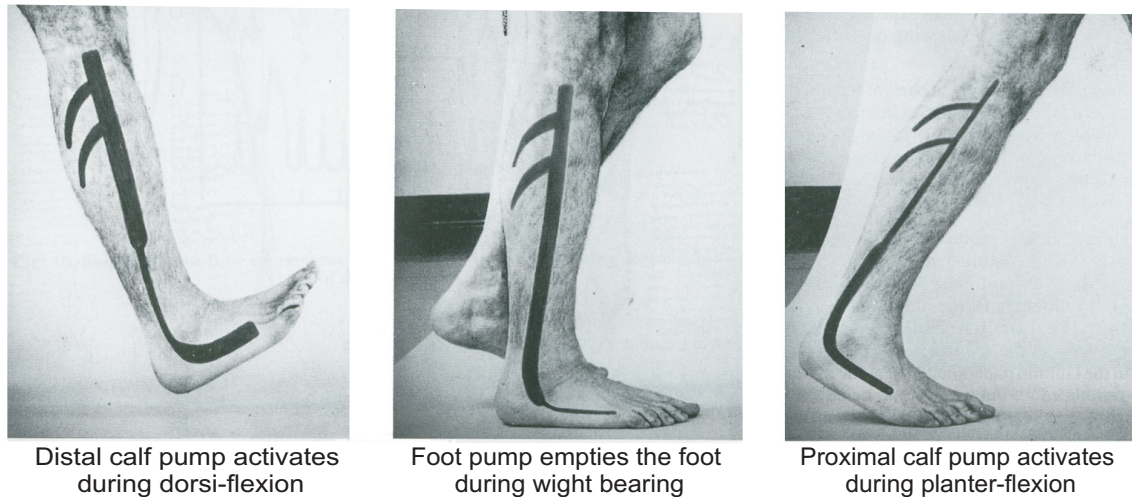 Distal calf pump activates
during dorsi-flexion
Foot pump empties the foot
during wight bearing
Proximal calf pump activates
during planter-flexion